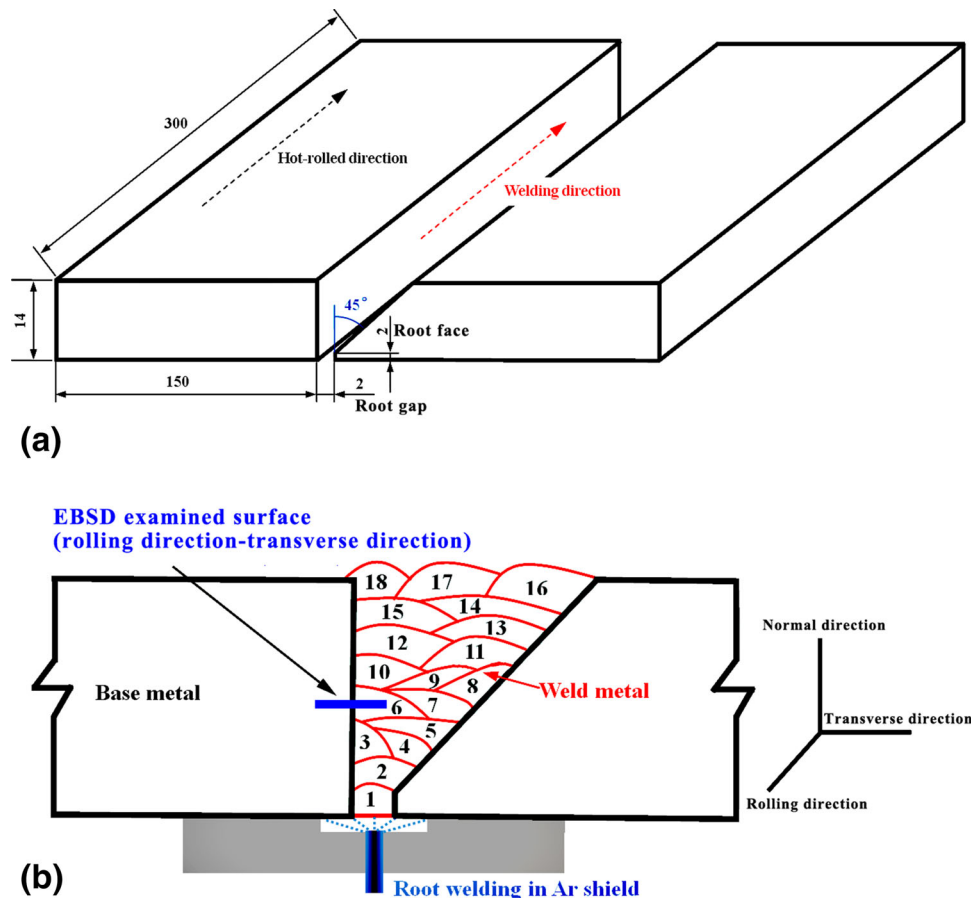 300
Hot-rolled direction
Welding direction
14
45°
2
Root face
150
2
Root gap
(a)
EBSD examined surface
(rolling direction-transverse direction)
18
17
16
15
14
13
12
11
10
9
8
7
6
5
4
3
2
1
Base metal
Weld metal
Normal direction
Transverse direction
Rolling direction
(b)
Root welding in Ar shield